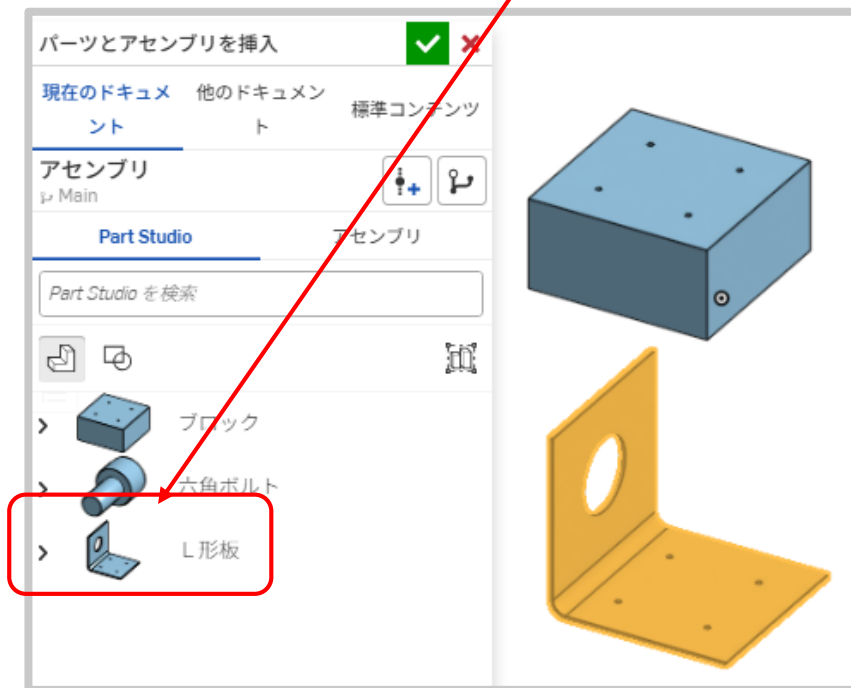 パーツとアセンブリを挿入
現在のドキュメ
ント
他のドキュメン
ト
標準コンテンツ
アセンブリ
Main
Part Studio
アセンブリ
Part Studio を検索
ブロック
六角ボルト
L形板